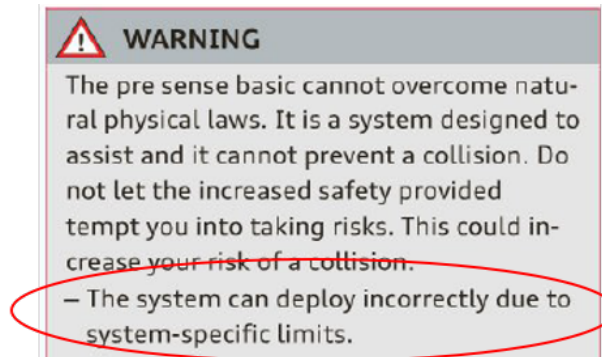 WARNING
The pre sense basic cannot overcome natu-
ral physical laws. It is a system designed to
assist and it cannot prevent a collision. Do
not let the increased safety provided
tempt you into taking risks. This could in-
crease your risk of a collision.
– The system can deploy incorrectly due to
system-specific limits.